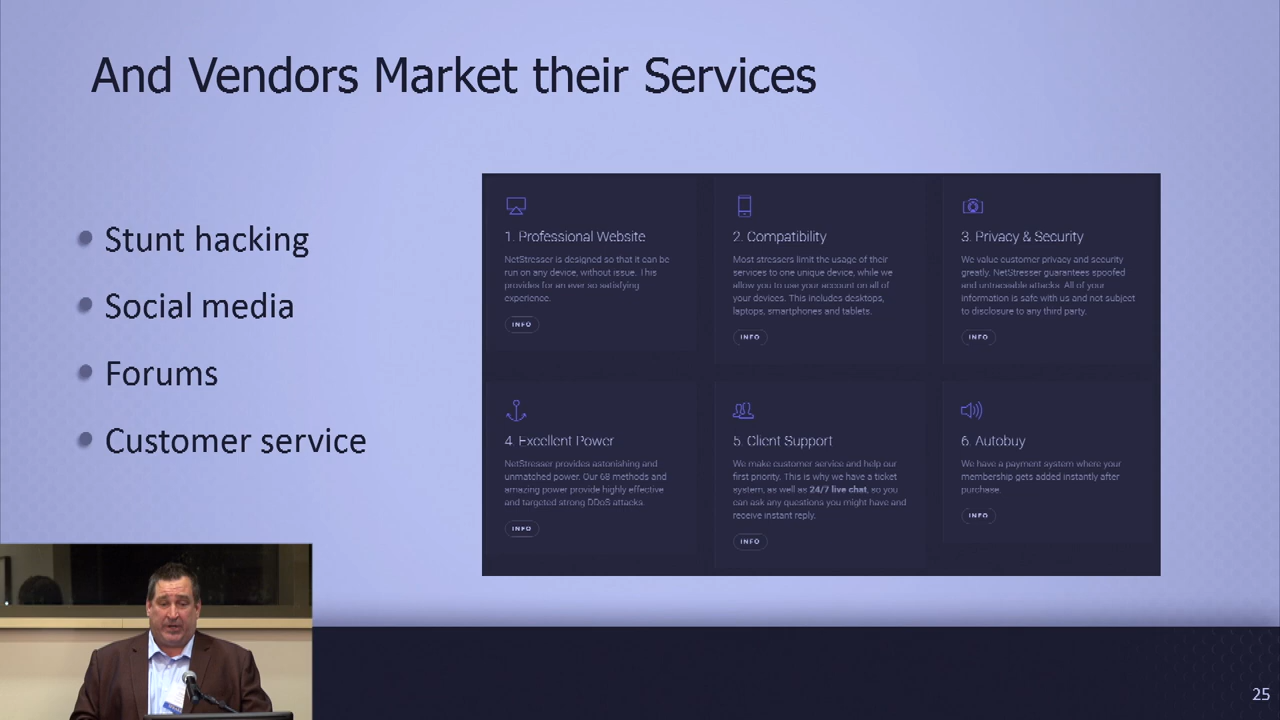 And Vendors Market their Services
Stunt hacking
Social media
Forums
Customer service
1. Professional Website
NetStresser is designed so that it can be
run on any device, without issue. This
provides for an ever so satisfying
experience.
INFO
2. Compatibility
Most stressers limit the usage of their
services to one unique device, while we
allow you to use your account on all of
your devices. This includes desktops,
laptops, smartphones and tablets.
INFO
3. Privacy & Security
We value customer privacy and security
greatly. NetStresser guarantees spoofed
and untraceable attacks. All of your
information is safe with us and not subject
to disclosure to any third party.
INFO
4. Excellent Power
NetStresser provides astonishing and
unmatched power. Our 68 methods and
amazing power provide highly effective
and targeted strong DDoS attacks.
INFO
5. Client Support
We make customer service and help our
first priority. This is why we have a ticket
system, as well as 24/7 live chat, so you
can ask any questions you might have and
receive instant reply.
INFO
6. Autobuy
We have a payment system where your
membership gets added instantly after
purchase.
INFO
25